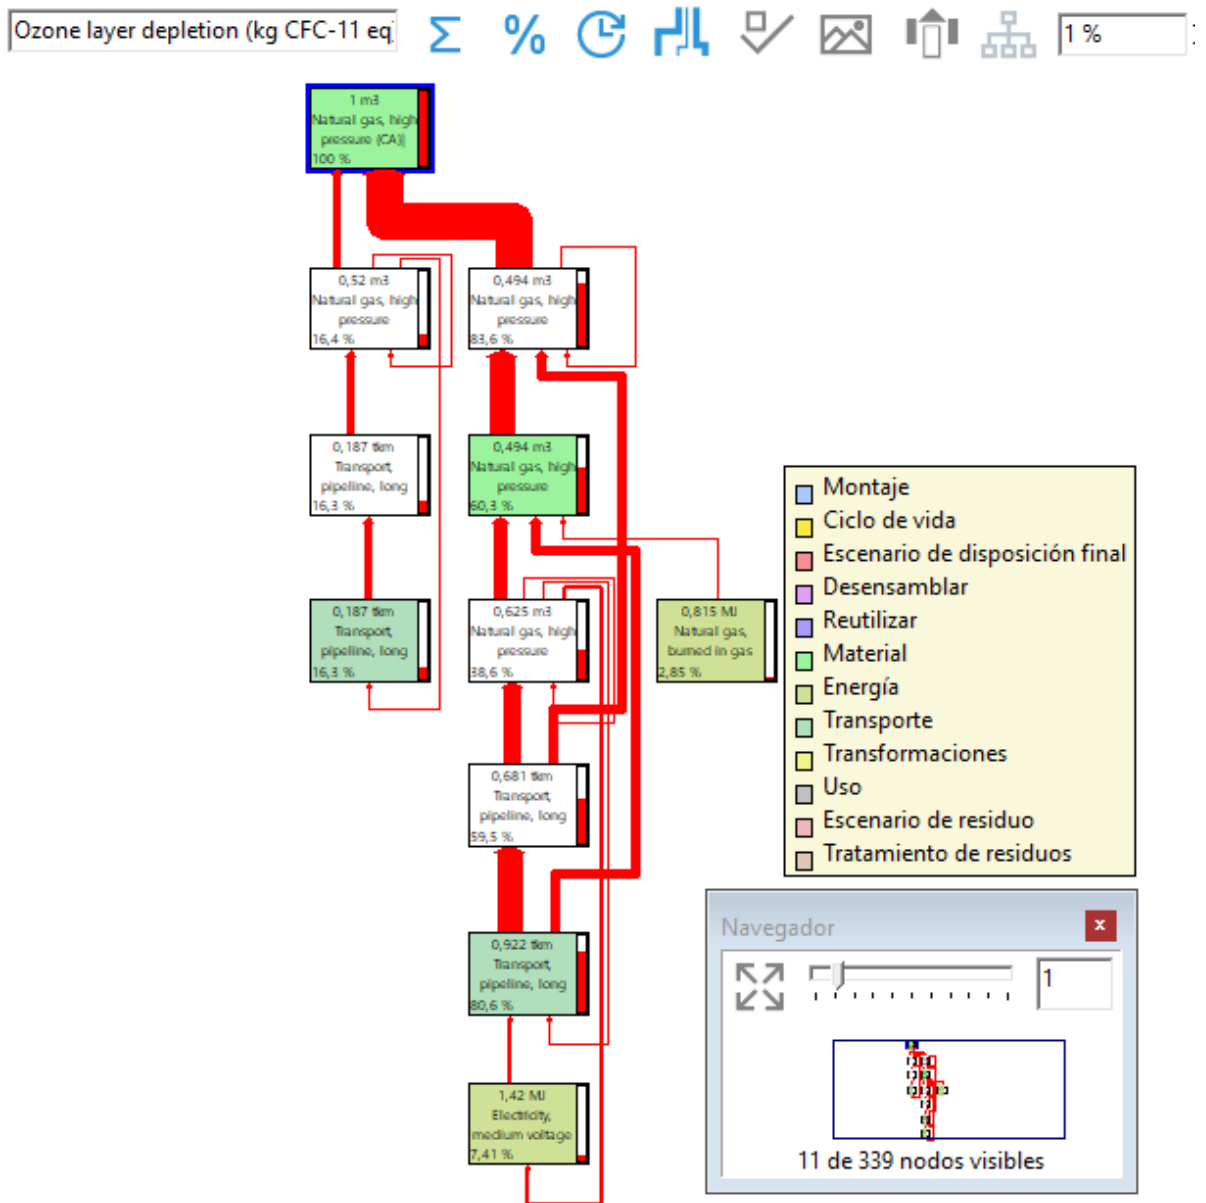 Ozone layer depletion (kg CFC-11 eq
Σ
%
1 %
1 m3
Natural gas, high
pressure {CA}|
100 %
0,52 m3
Natural gas, high
pressure
16,4 %
0,494 m3
Natural gas, high
pressure
83,6 %
0,187 tkm
Transport,
pipeline, long
16,3 %
0,494 m3
Natural gas, high
pressure
60,3 %
0,187 tkm
Transport,
pipeline, long
16,3 %
0,625 m3
Natural gas, high
pressure
38,6 %
0,815 MJ
Natural gas,
burned in gas
2,85 %
0,681 tkm
Transport,
pipeline, long
59,5 %
0,922 tkm
Transport,
pipeline, long
80,6 %
1,42 MJ
Electricity,
medium voltage
7,41 %
Montaje
Ciclo de vida
Escenario de disposición final
Desensamblar
Reutilizar
Material
Energía
Transporte
Transformaciones
Uso
Escenario de residuo
Tratamiento de residuos
Navegador
x
1
11 de 339 nodos visibles